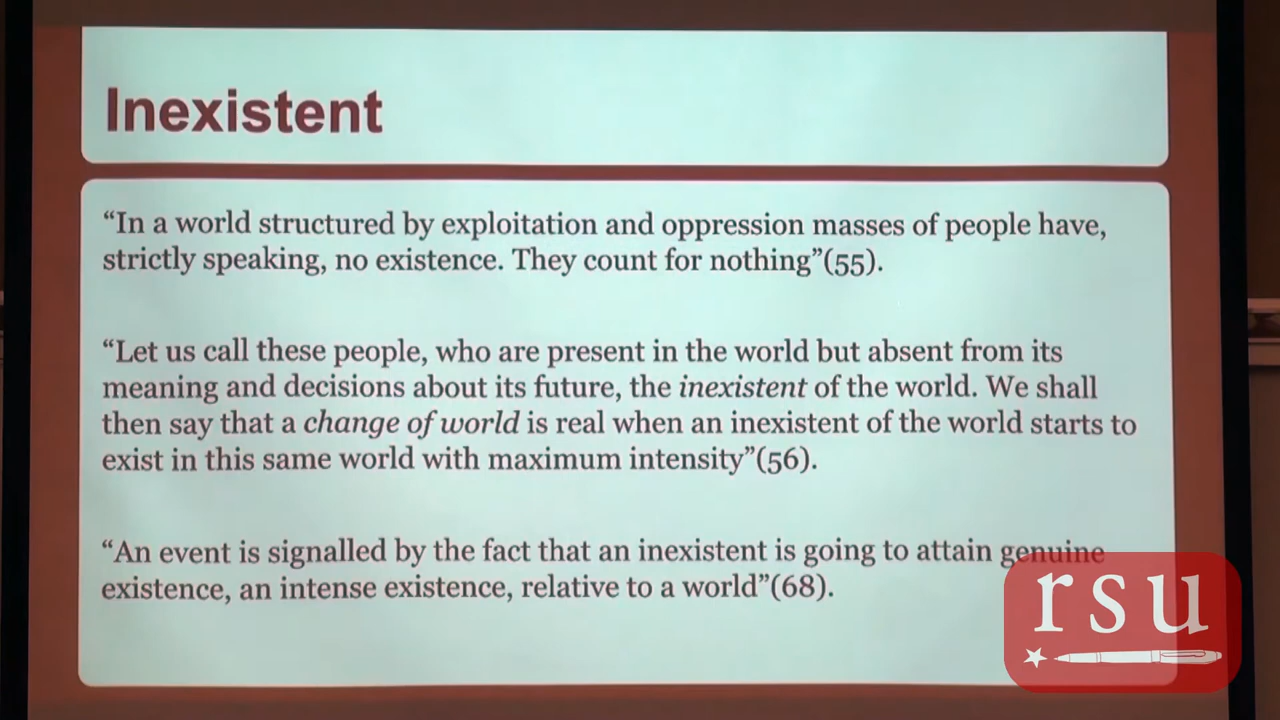 Inexistent
“In a world structured by exploitation and oppression masses of people have,
strictly speaking, no existence. They count for nothing”(55).
“Let us call these people, who are present in the world but absent from its
meaning and decisions about its future, the inexistent of the world. We shall
then say that a change of world is real when an inexistent of the world starts to
exist in this same world with maximum intensity”(56).
“An event is signalled by the fact that an inexistent is going to attain genuine
existence, an intense existence, relative to a world”(68).
rsu